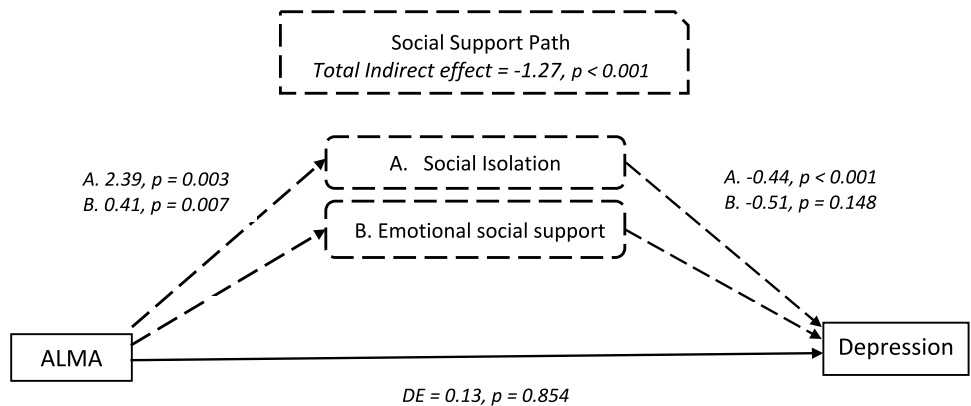 Social Support Path
Total Indirect effect = -1.27, p < 0.001
A. Social Isolation
A. 2.39, p = 0.003
B. 0.41, p = 0.007
A. -0.44, p < 0.001
B. -0.51, p = 0.148
B. Emotional social support
ALMA
Depression
DE = 0.13, p = 0.854